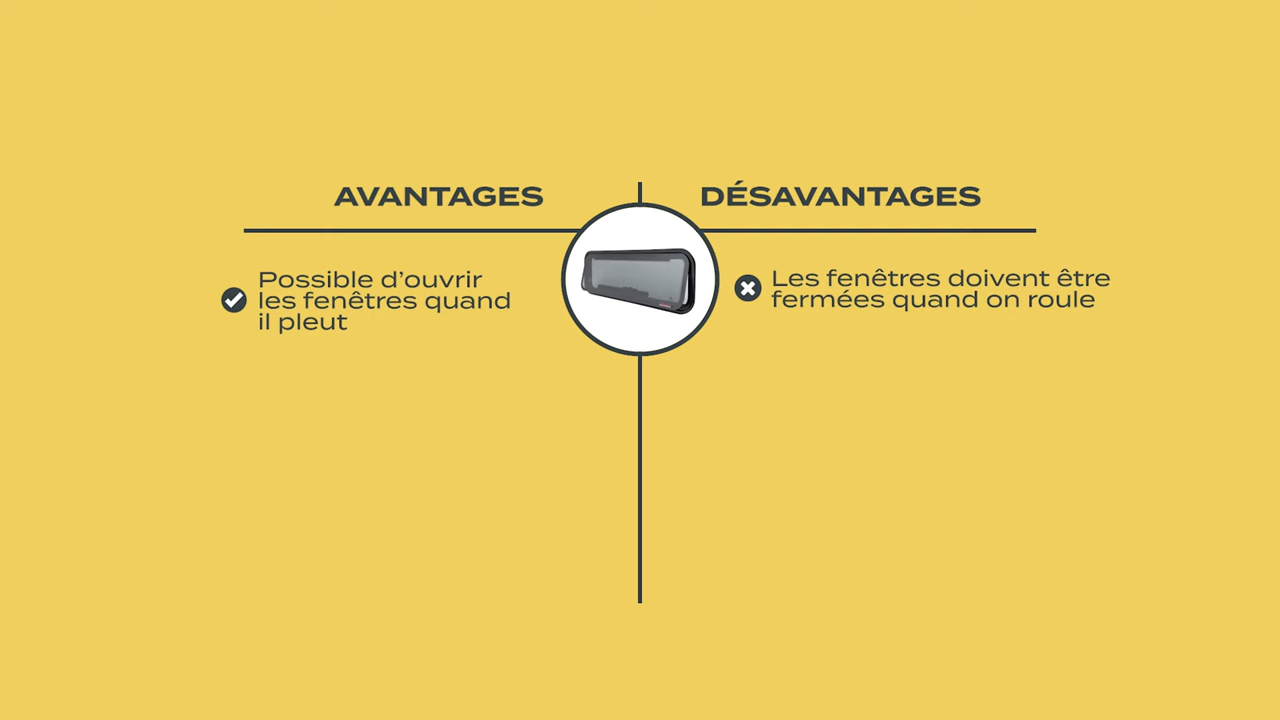 AVANTAGES
DÉSAVANTAGES
Possible d’ouvrir
les fenêtres quand
il pleut
Les fenêtres doivent être
fermées quand on roule